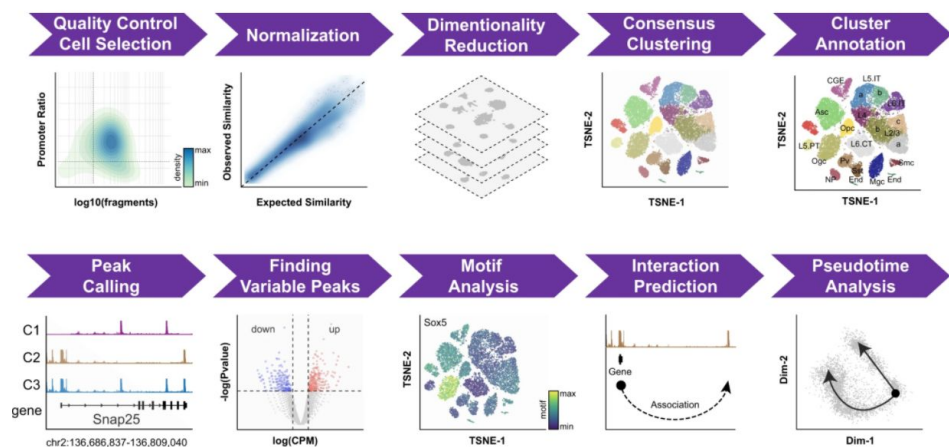 Quality Control
Cell Selection
Normalization
Dimentionality
Reduction
Consensus
Clustering
Cluster
Annotation
Promoter Ratio
density
max
min
log10(fragments)
Observed Similarity
Expected Similarity
TSNE-2
TSNE-1
TSNE-2
CGE
L5.IT
a
b
L6.IT
Asc
L4
c
Opc
b
L2/3
L5.PT
L6.CT
a
Ogc
Pv
Sst
Smc
NP
End
Mgc
End
TSNE-1
Peak
Calling
Finding
Variable Peaks
Motif
Analysis
Interaction
Prediction
Pseudotime
Analysis
C1
C2
C3
gene
Snap25
chr2:136,686,837-136,809,040
down
up
-log(Pvalue)
log(CPM)
Sox5
TSNE-2
motif
max
min
TSNE-1
Gene
Association
Dim-2
Dim-1